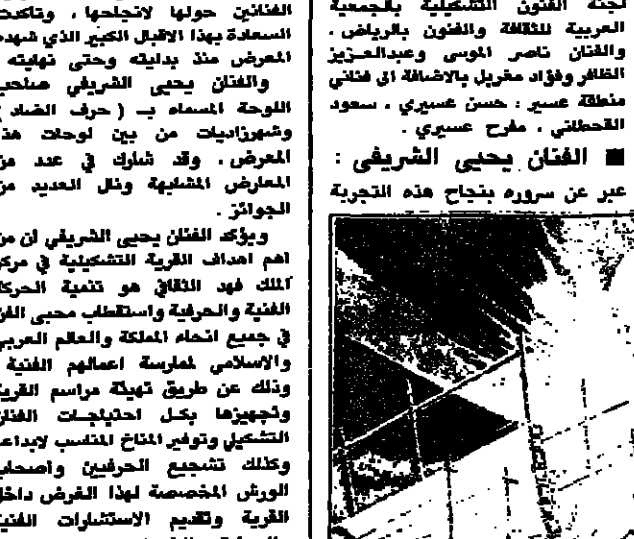 لجنة الفنون التشكيلية بالجمعية
العربية للثقافة والفنون بالرياض .
والفنان ناصر الموسى وعبدالعزيز
الظافر وفؤاد مغربل بالاضافة الى فناني
منطقة عسير : حسن عسيري . سعود
القحطاني . مفرح عسيري .
■ الفنان يحيى الشريفي :
عبر عن سروره بنجاح هذه التجربة
الفنانين حولها لانجاحها ، وتاكدت
السعادة بهذا الاقبال الكبير الذي شهده
المعرض منذ بدايته وحتى نهايته
والفنان يحيى الشريفي صاحب
اللوحة المسماه بـ ( حرف الضاد )
وشهرزاديات من بين لوحات هذا
المعرض . وقد شارك في عدد من
المعارض المشابهة ونال العديد من
الجوائز .
ويؤكد الفنان يحيى الشريفي ان من
اهم اهداف القرية التشكيلية في مركز
الملك فهد الثقافي هو تنمية الحركة
الفنية والحرفية واستقطاب محبي الفن
في جميع انحاء المملكة والعالم العربي
والاسلامي لممارسة اعمالهم الفنية
وذلك عن طريق تهيئة مراسم القرية
وتجهيزها بكل احتياجات الفنان
التشكيلي وتوفير المناخ المناسب لابداعه
وكذلك تشجيع الحرفيين واصحاب
الورش المخصصة لهذا الغرض داخل
القرية وتقديم الاستشارات الفنية